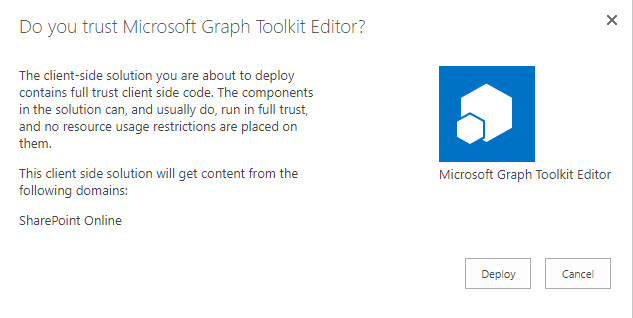 Do you trust Microsoft Graph Toolkit Editor?
The client-side solution you are about to deploy
contains full trust client side code. The components
in the solution can, and usually do, run in full trust,
and no resource usage restrictions are placed on
them.
This client side solution will get content from the
following domains:
SharePoint Online
Microsoft Graph Toolkit Editor
Deploy
Cancel